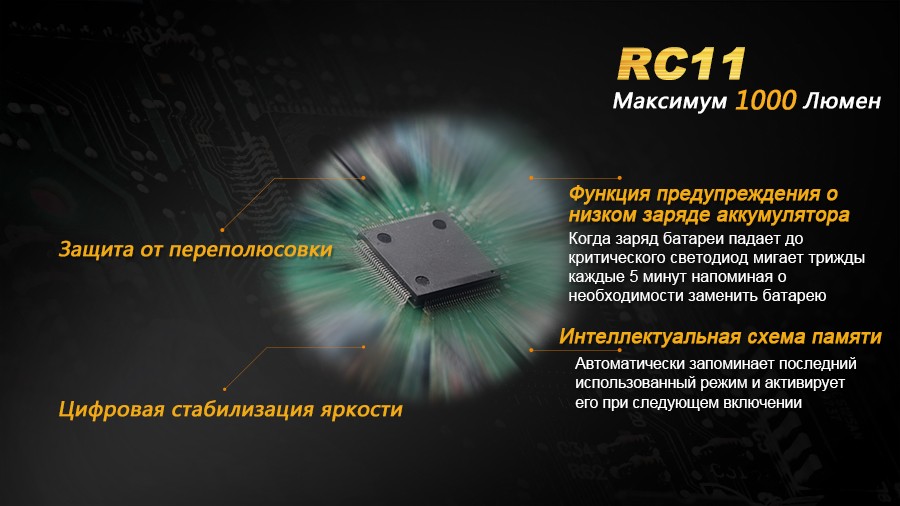 RC11
Максимум 1000 Люмен
Функция предупреждения о
низком заряде аккумулятора
Когда заряд батареи падает до
критического светодиод мигает трижды
каждые 5 минут напоминая о
необходимости заменить батарею
Защита от переполюсовки
Интеллектуальная схема памяти
Автоматически запоминает последний
использованный режим и активирует
его при следующем включении
Цифровая стабилизация яркости